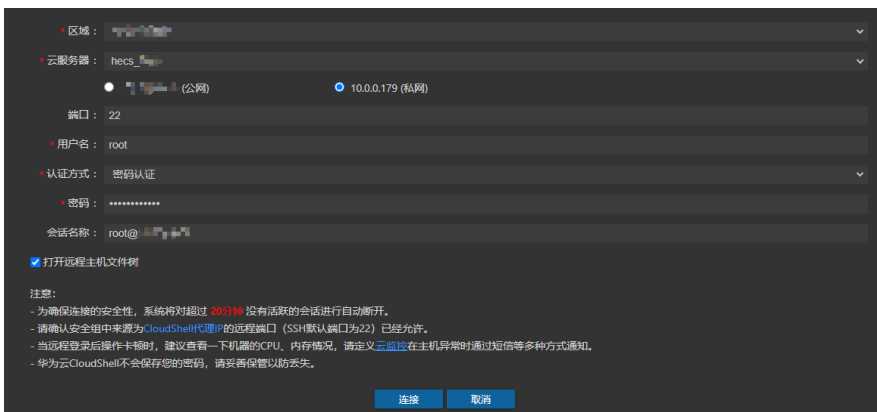 * 区域：
* 云服务器： hecs_
(公网) 10.0.0.179 (私网)
端口： 22
* 用户名： root
* 认证方式： 密码认证
* 密码： ••••••••••••
会话名称： root@
打开远程主机文件树
注意：
- 为确保连接的安全性，系统将对超过 20分钟 没有活跃的会话进行自动断开。
- 请确认安全组中来源为CloudShell代理IP的远程端口（SSH默认端口为22）已经允许。
- 当远程登录后操作卡顿时，建议查看一下机器的CPU、内存情况，请定义云监控在主机异常时通过短信等多种方式通知。
- 华为云CloudShell不会保存您的密码，请妥善保管以防丢失。
连接 取消